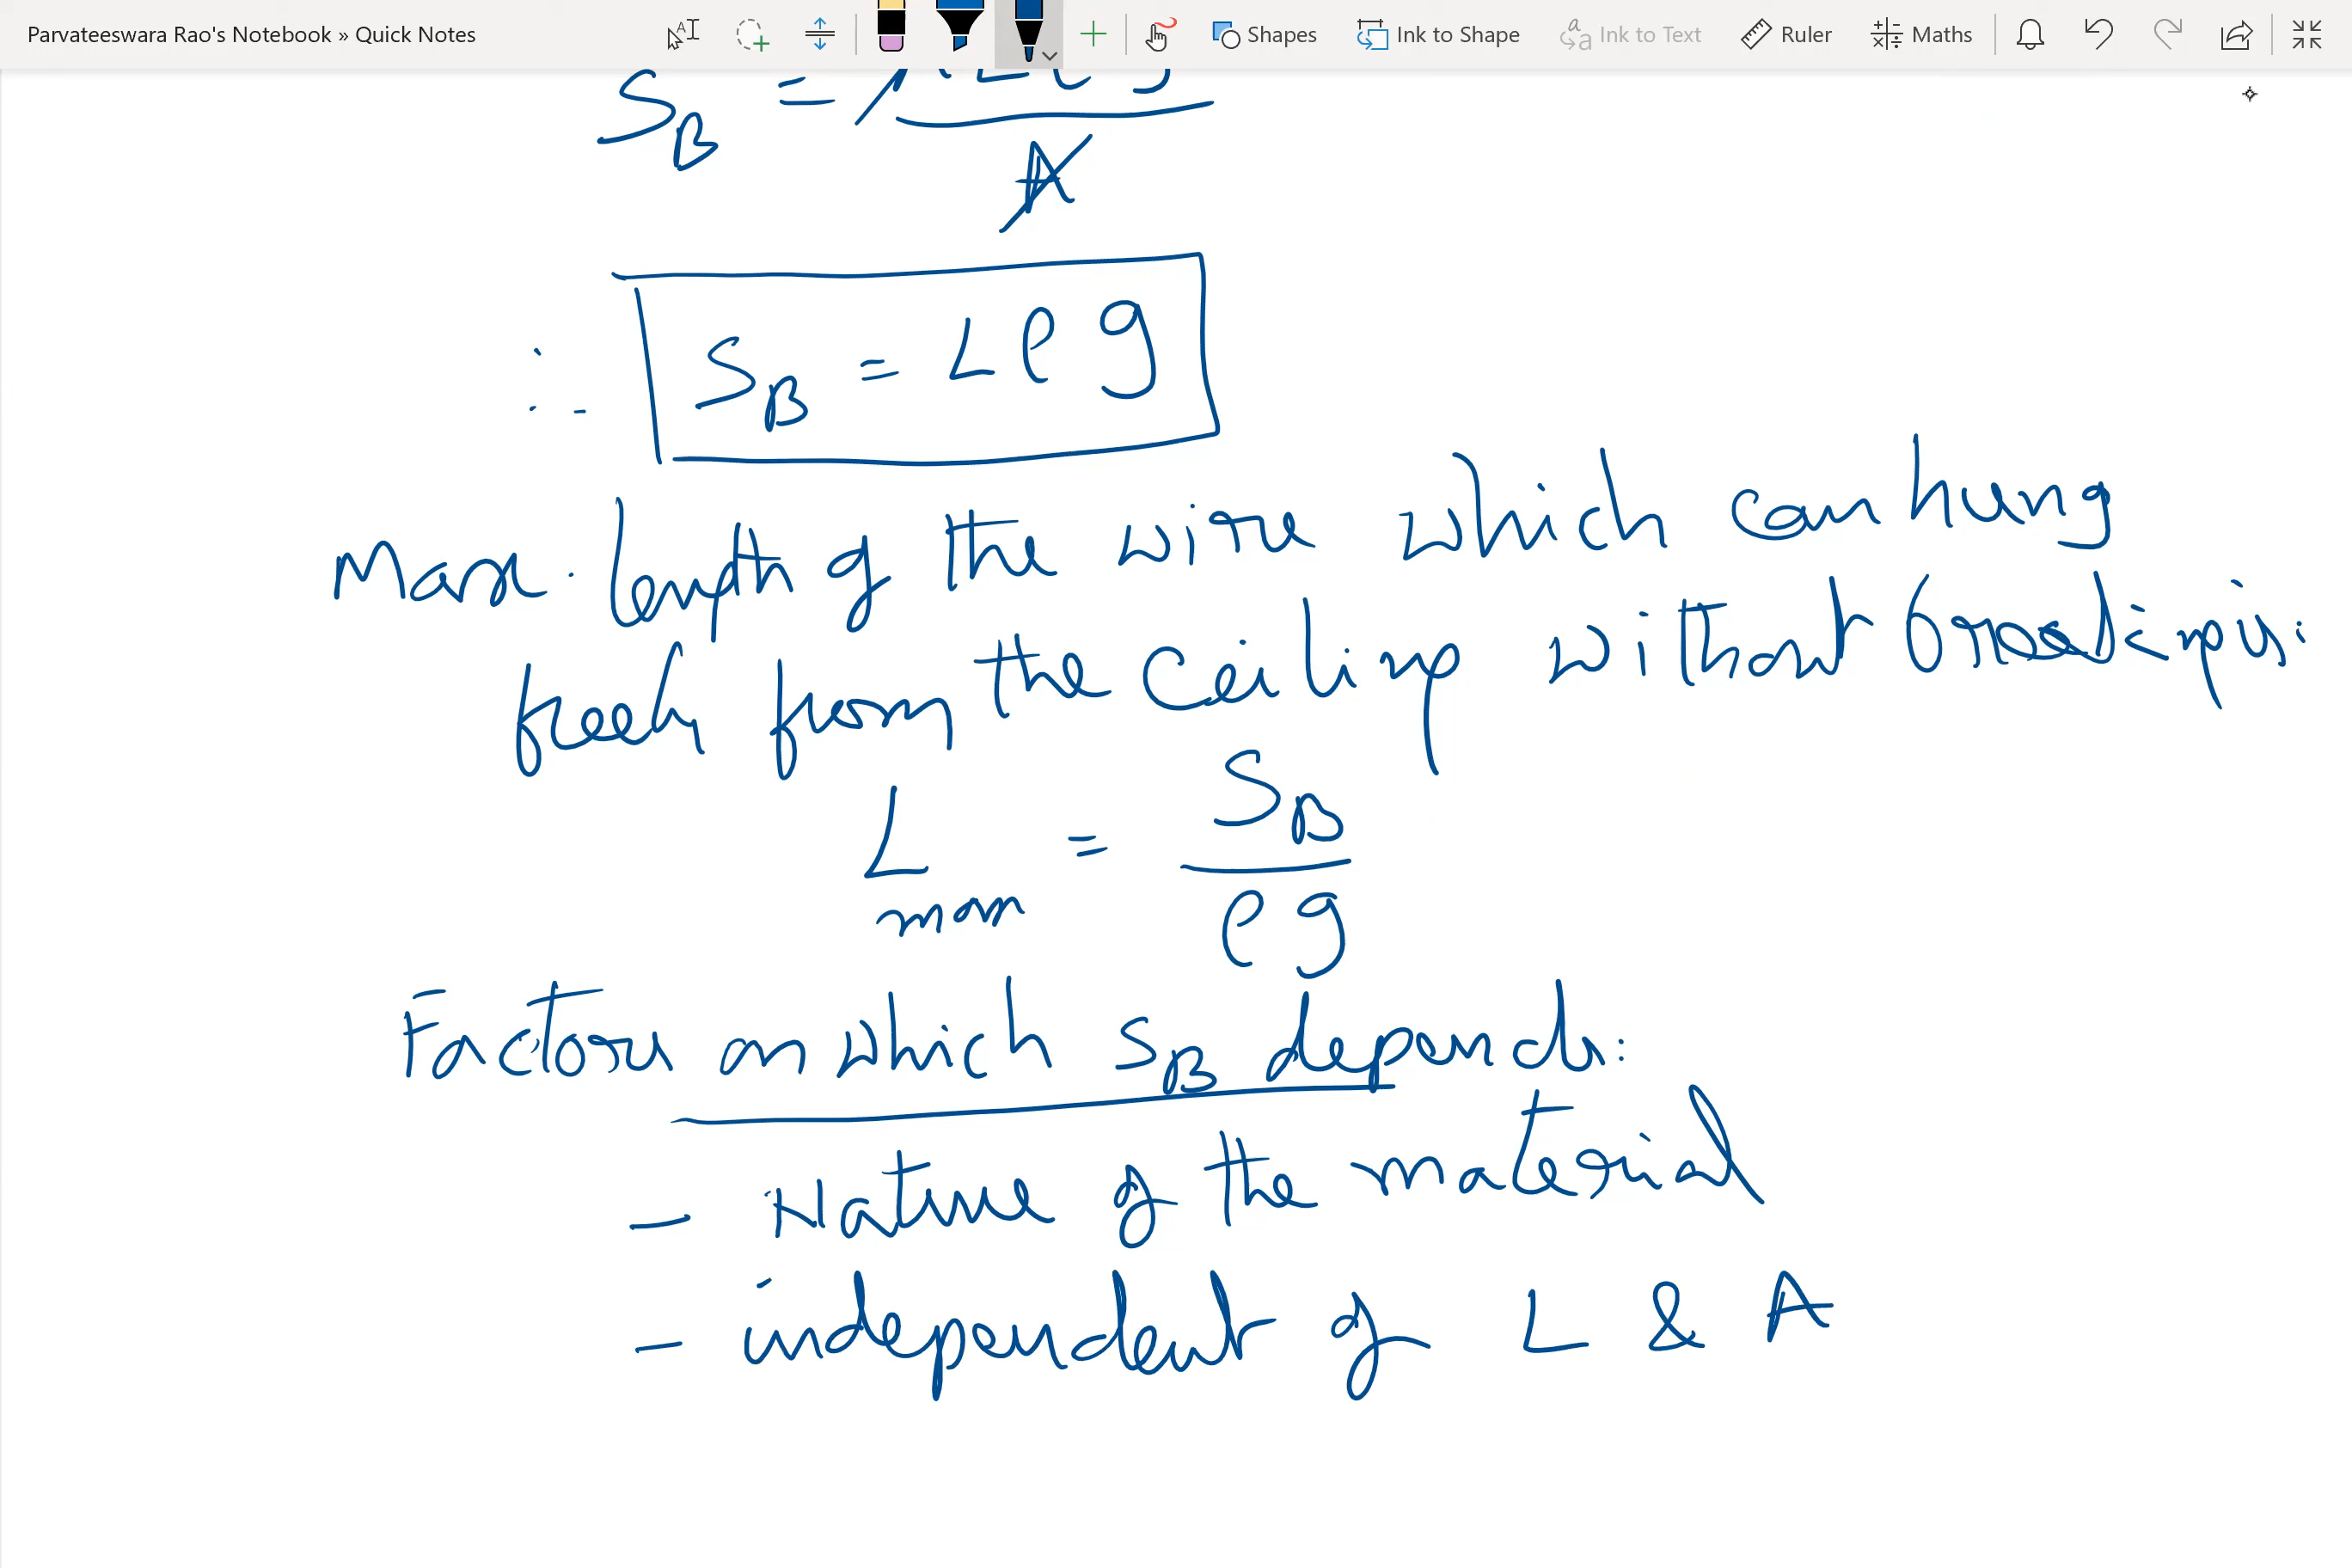 Parvateeswara Rao's Notebook » Quick Notes Shapes Ink to Shape Ink to Text Ruler Maths
S_B = A L ρ g / A
∴ S_B = L ρ g
Max. length of the wire which can hung
freely from the ceiling without breaking is:
L_max = S_B / ρ g
Factors on which S_B depends:
– Nature of the material
– independent of L & A